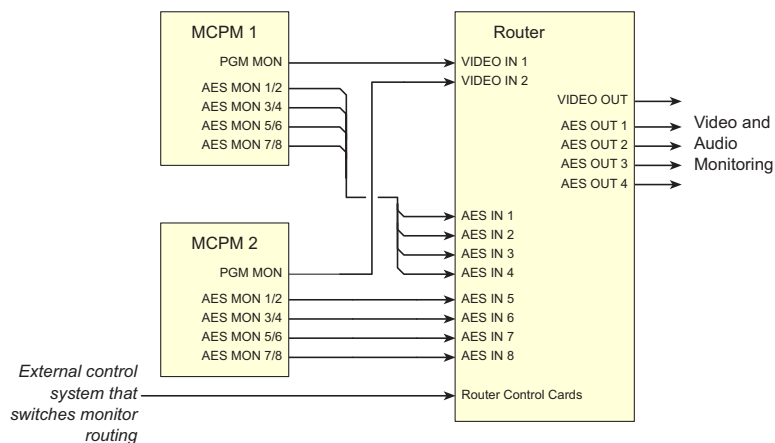 MCPM 1
PGM MON
AES MON 1/2
AES MON 3/4
AES MON 5/6
AES MON 7/8
MCPM 2
PGM MON
AES MON 1/2
AES MON 3/4
AES MON 5/6
AES MON 7/8
External control
system that
switches monitor
routing
Router
VIDEO IN 1
VIDEO IN 2
VIDEO OUT
AES OUT 1
AES OUT 2
AES OUT 3
AES OUT 4
AES IN 1
AES IN 2
AES IN 3
AES IN 4
AES IN 5
AES IN 6
AES IN 7
AES IN 8
Router Control Cards
Video and
Audio
Monitoring